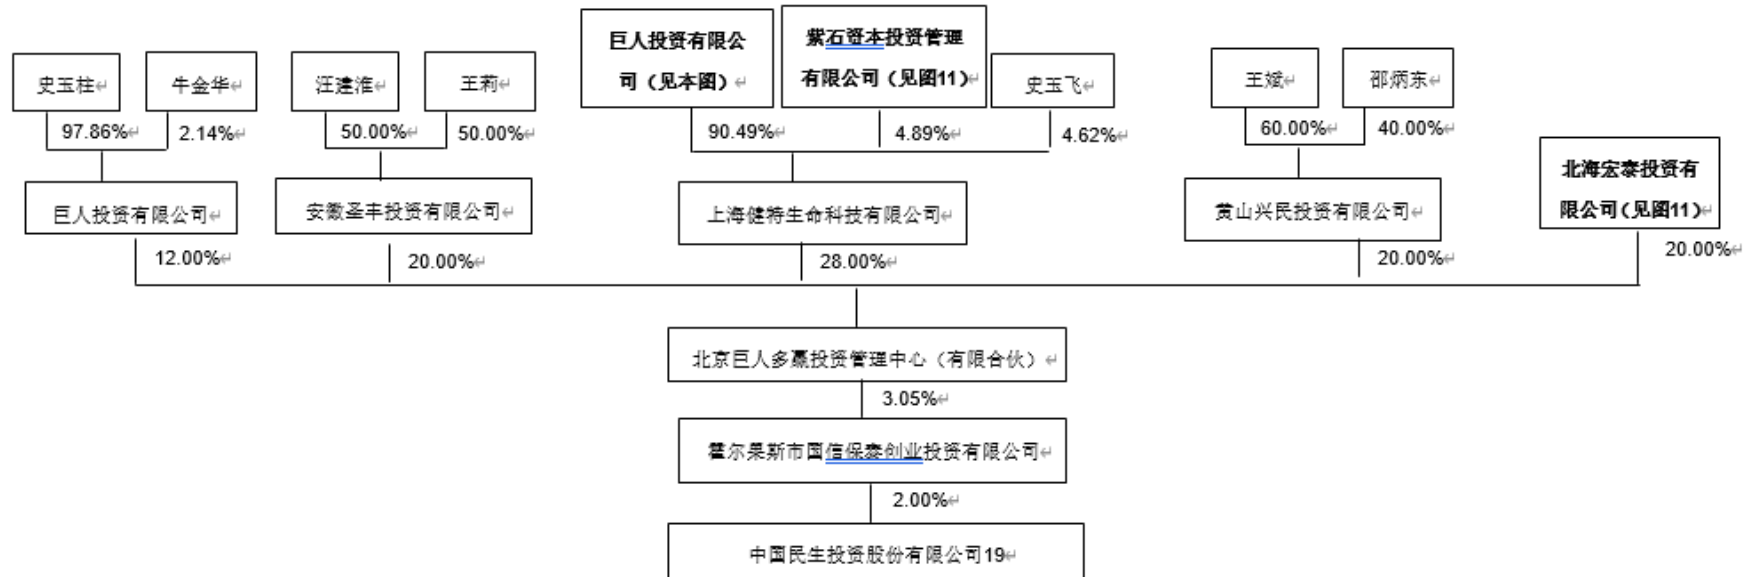 史玉柱
牛金华
汪建淮
王莉
巨人投资有限公
司（见本图）
紫石资本投资管理
有限公司（见图11）
史玉飞
王斌
邵炳东
97.86%
2.14%
50.00%
50.00%
90.49%
4.89%
4.62%
60.00%
40.00%
巨人投资有限公司
安徽圣丰投资有限公司
上海健特生命科技有限公司
黄山兴民投资有限公司
北海宏泰投资有
限公司（见图11）
12.00%
20.00%
28.00%
20.00%
20.00%
北京巨人多赢投资管理中心（有限合伙）
3.05%
霍尔果斯市国信保泰创业投资有限公司
2.00%
中国民生投资股份有限公司19